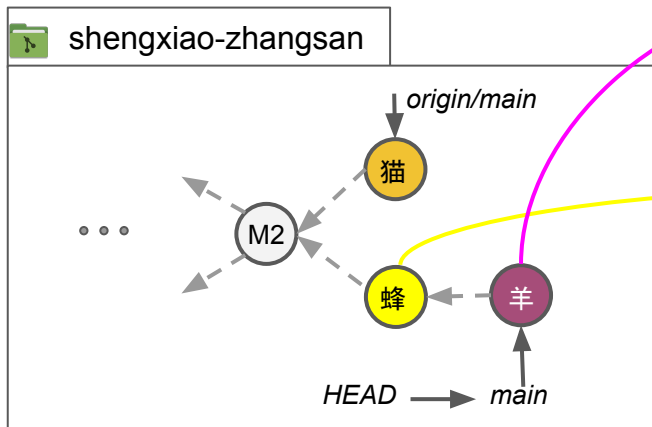 shengxiao-zhangsan
origin/main
猫
M2
蜂
羊
HEAD
main